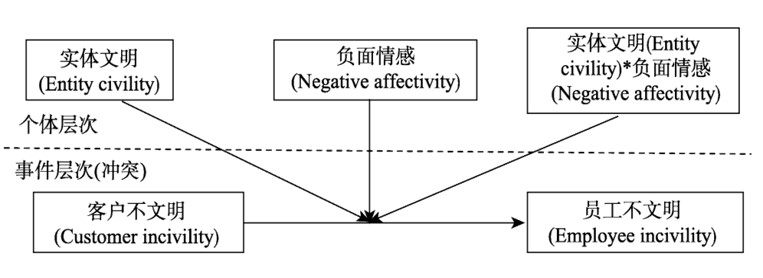 实体文明
(Entity civility)
负面情感
(Negative affectivity)
实体文明(Entity
civility)*负面情感
(Negative affectivity)
个体层次
事件层次(冲突)
客户不文明
(Customer incivility)
员工不文明
(Employee incivility)